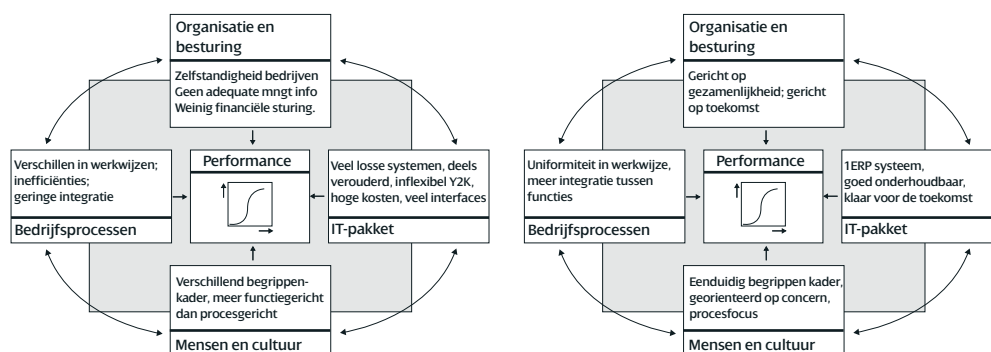 Organisatie en
besturing
Zelfstandigheid bedrijven
Geen adequate mngt info
Weinig financiële sturing.
Verschillen in werkwijzen;
inefficiënties;
geringe integratie
Bedrijfsprocessen
Performance
Veel losse systemen, deels
verouderd, inflexibel Y2K,
hoge kosten, veel interfaces
IT-pakket
Verschillend begrippen-
kader, meer functiegericht
dan procesgericht
Mensen en cultuur
Organisatie en
besturing
Gericht op
gezamenlijkheid; gericht
op toekomst
Uniformiteit in werkwijze,
meer integratie tussen
functies
Bedrijfsprocessen
Performance
1ERP systeem,
goed onderhoudbaar,
klaar voor de toekomst
IT-pakket
Eenduidig begrippen kader,
georienteerd op concern,
procesfocus
Mensen en cultuur